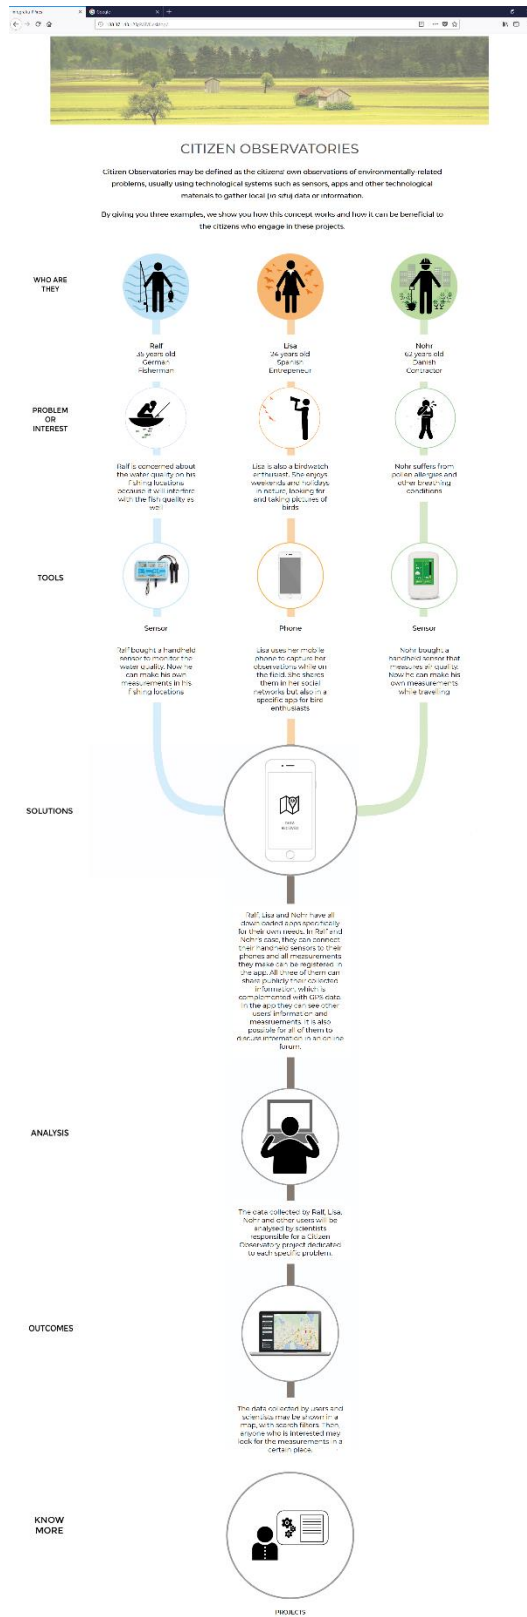 Google
CITIZEN OBSERVATORIES
Citizen Observatories may be defined as the citizens' own observations of environmentally-related
problems, usually using technological systems such as sensors, apps and other technological
materials to gather local (in situ) data or information.
By giving you three examples, we show you how this concept works and how it can be beneficial to
the citizens who engage in these projects.
WHO ARE
THEY
Ralf
35 years old
German
Fisherman
Lisa
24 years old
Spanish
Entrepeneur
Nohr
62 years old
Danish
Contractor
PROBLEM
OR
INTEREST
Ralf is concerned about
the water quality on his
fishing locations
because it will interfere
with the fish quality as
well
Lisa is also a birdwatch
enthusiast. She enjoys
weekends and holidays
in nature, looking for
and taking pictures of
birds
Nohr suffers from
pollen allergies and
other breathing
conditions
TOOLS
Sensor
Phone
Sensor
Ralf bought a handheld
sensor to monitor the
water quality. Now he
can make his own
measurements in his
fishing locations
Lisa uses her mobile
phone to capture her
observations while on
the field. She shares
them in her social
networks but also in a
specific app for bird
enthusiasts
Nohr bought a
handheld sensor that
measures air quality.
Now he can make his
own measurements
while travelling
SOLUTIONS
Ralf, Lisa and Nohr have all
downloaded apps specifically
for their own needs. In Ralf and
Nohr's case, they can connect
their handheld sensors to their
phones and all measurements
they make can be registered in
the app. All three of them can
share publicly their collected
information, which is
complemented with GPS data.
In the app they can see other
users' information and
measruements. It is also
possible for all of them to
discuss information in an online
forum.
ANALYSIS
The data collected by Ralf, Lisa,
Nohr and other users will be
analysed by scientists
responsible for a Citizen
Observatory project dedicated
to each specific problem.
OUTCOMES
The data collected by users and
scientists may be shown in a
map, with search filters. Then,
anyone who is interested may
look for the measurements in a
certain place.
KNOW
MORE
PROJECTS